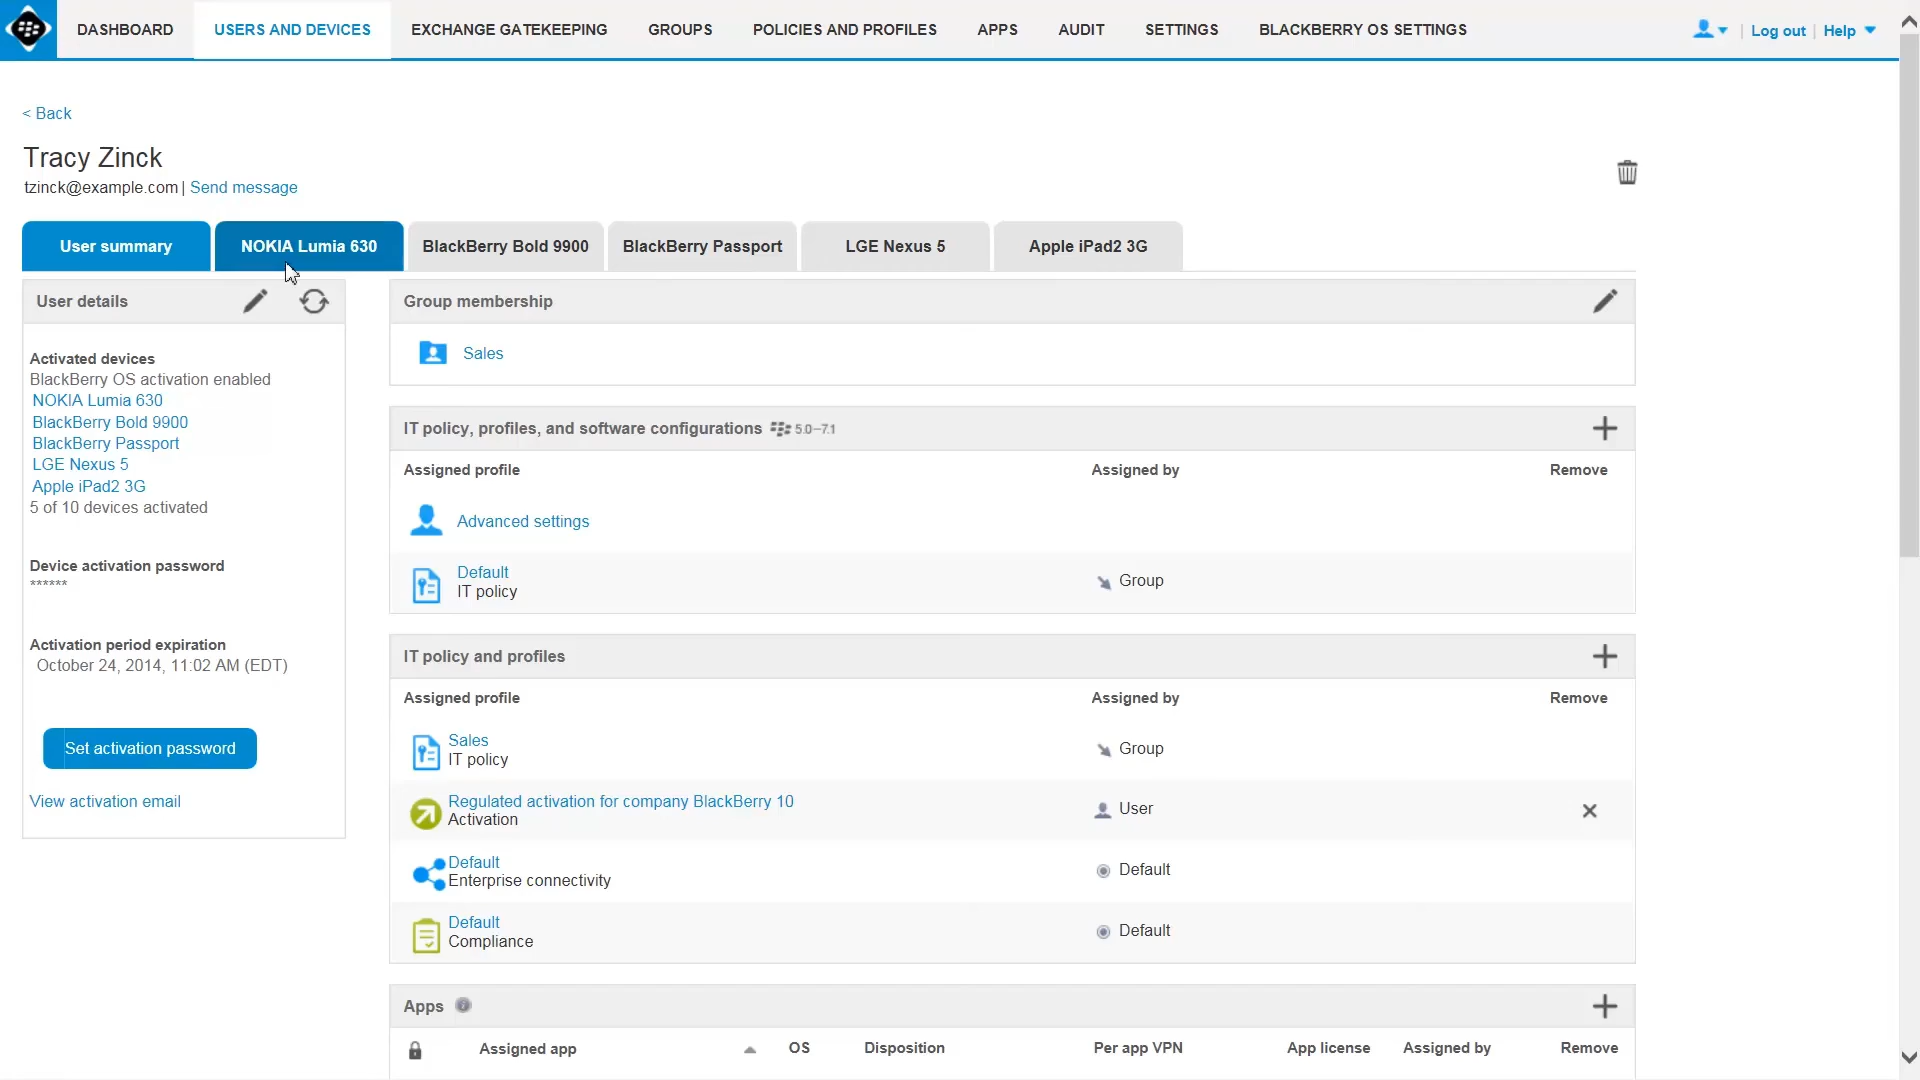 DASHBOARD USERS AND DEVICES EXCHANGE GATEKEEPING GROUPS POLICIES AND PROFILES APPS AUDIT SETTINGS BLACKBERRY OS SETTINGS | Log out | Help
< Back
Tracy Zinck
tzinck@example.com | Send message
User summary NOKIA Lumia 630 BlackBerry Bold 9900 BlackBerry Passport LGE Nexus 5 Apple iPad2 3G
User details
Activated devices
BlackBerry OS activation enabled
NOKIA Lumia 630
BlackBerry Bold 9900
BlackBerry Passport
LGE Nexus 5
Apple iPad2 3G
5 of 10 devices activated
Device activation password
******
Activation period expiration
October 24, 2014, 11:02 AM (EDT)
Set activation password
View activation email
Group membership
Sales
IT policy, profiles, and software configurations 5.0–7.1
Assigned profile Assigned by Remove
Advanced settings
Default
IT policy
Group
IT policy and profiles
Assigned profile Assigned by Remove
Sales
IT policy
Group
Regulated activation for company BlackBerry 10
Activation
User
Default
Enterprise connectivity
Default
Default
Compliance
Default
Apps
Assigned app OS Disposition Per app VPN App license Assigned by Remove